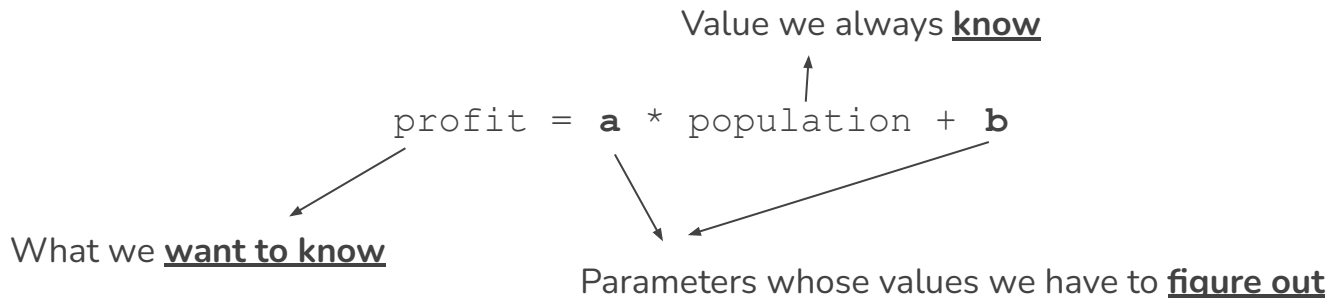 Value we always know
profit = a * population + b
What we want to know
Parameters whose values we have to figure out